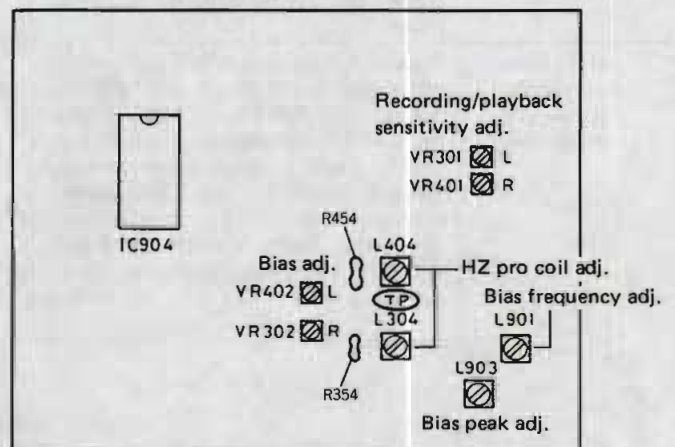 Recording/playback
sensitivity adj.
VR301 L
VR401 R
IC904
R454
L404
Bias adj.
HZ pro coil adj.
VR402 L
TP
Bias frequency adj.
VR302 R
L304
L901
L903
R354
Bias peak adj.